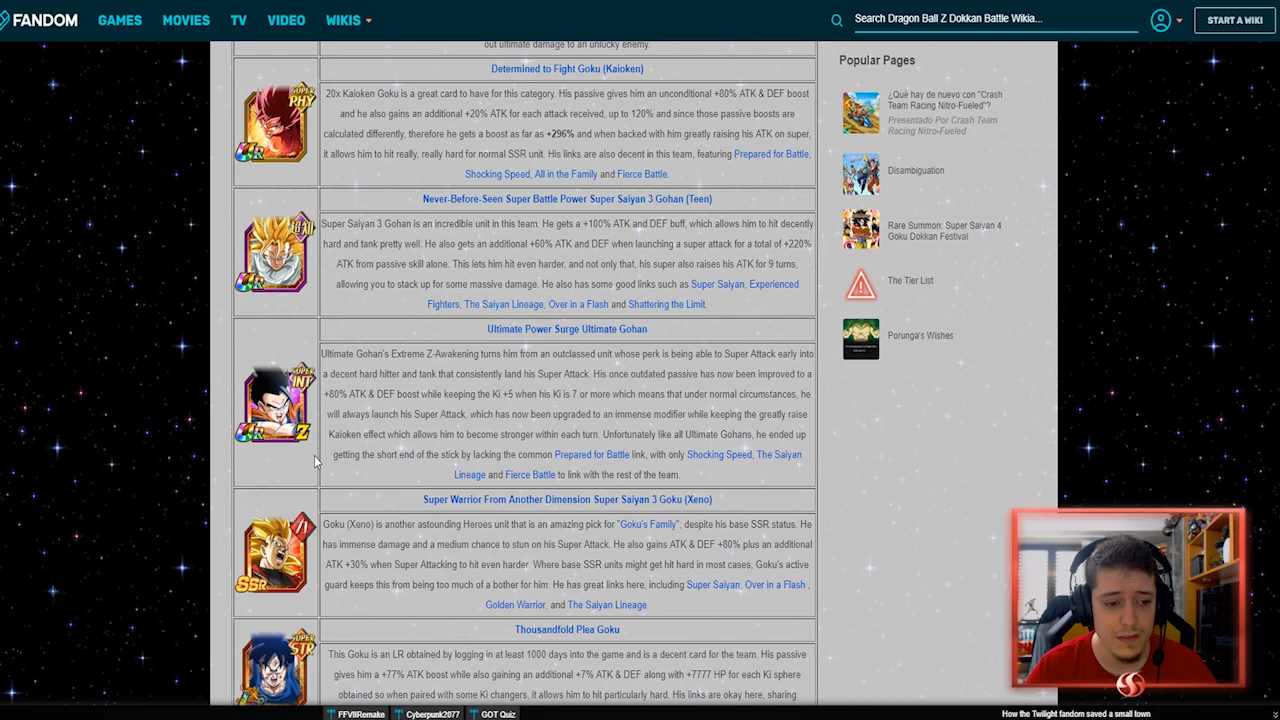 FANDOM GAMES MOVIES TV VIDEO WIKIS Search Dragon Ball Z Dokkan Battle Wikia... START A WIKI
out ultimate damage to an unlucky enemy.
Determined to Fight Goku (Kaioken)
20x Kaioken Goku is a great card to have for this category. His passive gives him an unconditional +80% ATK & DEF boost
and he also gains an additional +20% ATK for each attack received, up to 120% and since those passive boosts are
calculated differently, therefore he gets a boost as far as +296% and when backed with him greatly raising his ATK on super,
it allows him to hit really, really hard for normal SSR unit. His links are also decent in this team, featuring Prepared for Battle,
Shocking Speed, All in the Family and Fierce Battle.
SUPER PHY
UR
Never-Before-Seen Super Battle Power Super Saiyan 3 Gohan (Teen)
Super Saiyan 3 Gohan is an incredible unit in this team. He gets a +100% ATK and DEF buff, which allows him to hit decently
hard and tank pretty well. He also gets an additional +60% ATK and DEF when launching a super attack for a total of +220%
ATK from passive skill alone. This lets him hit even harder, and not only that, his super also raises his ATK for 9 turns,
allowing you to stack up for some massive damage. He also has some good links such as Super Saiyan, Experienced
Fighters, The Saiyan Lineage, Over in a Flash and Shattering the Limit.
超知
UR
Ultimate Power Surge Ultimate Gohan
Ultimate Gohan's Extreme Z-Awakening turns him from an outclassed unit whose perk is being able to Super Attack early into
a decent hard hitter and tank that consistently land his Super Attack. His once outdated passive has now been improved to a
+80% ATK & DEF boost while keeping the Ki +5 when his Ki is 7 or more which means that under normal circumstances, he
will always launch his Super Attack, which has now been upgraded to an immense modifier while keeping the greatly raise
Kaioken effect which allows him to become stronger within each turn. Unfortunately like all Ultimate Gohans, he ended up
getting the short end of the stick by lacking the common Prepared for Battle link, with only Shocking Speed, The Saiyan
Lineage and Fierce Battle to link with the rest of the team.
SUPER INT
UR Z
Super Warrior From Another Dimension Super Saiyan 3 Goku (Xeno)
Goku (Xeno) is another astounding Heroes unit that is an amazing pick for "Goku's Family", despite his base SSR status. He
has immense damage and a medium chance to stun on his Super Attack. He also gains ATK & DEF +80% plus an additional
ATK +30% when Super Attacking to hit even harder. Where base SSR units might get hit hard in most cases, Goku's active
guard keeps this from being too much of a bother for him. He has great links here, including Super Saiyan, Over in a Flash ,
Golden Warrior, and The Saiyan Lineage.
SSR
Thousandfold Plea Goku
This Goku is an LR obtained by logging in at least 1000 days into the game and is a decent card for the team. His passive
gives him a +77% ATK boost while also gaining an additional +7% ATK & DEF along with +7777 HP for each Ki sphere
obtained so when paired with some Ki changers, it allows him to hit particularly hard. His links are okay here, sharing
SUPER STR
Popular Pages
¿Qué hay de nuevo con "Crash
Team Racing Nitro-Fueled"?
Presentado Por Crash Team
Racing Nitro-Fueled
Disambiguation
Rare Summon: Super Saiyan 4
Goku Dokkan Festival
The Tier List
Porunga's Wishes
FFVIIRemake Cyberpunk2077 GOT Quiz How the Twilight fandom saved a small town